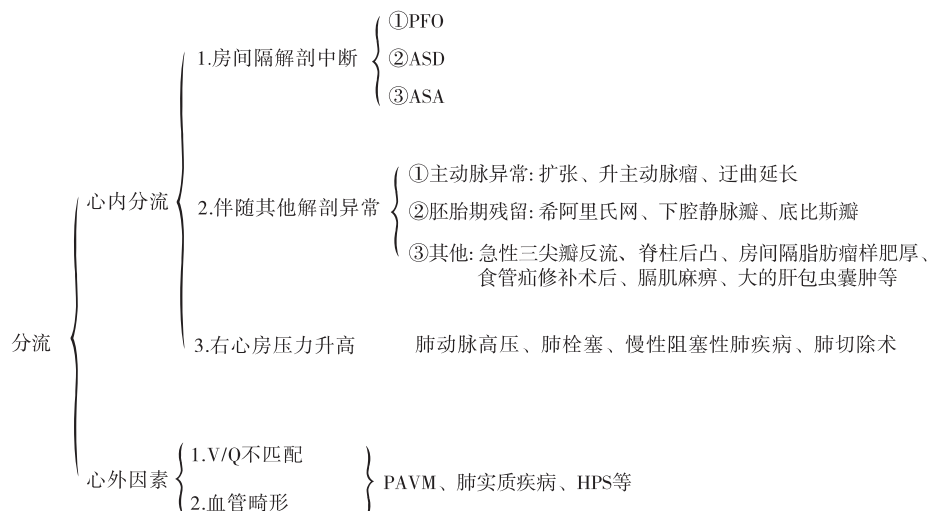 分流
心内分流
1.房间隔解剖中断
①PFO
②ASD
③ASA
2.伴随其他解剖异常
①主动脉异常: 扩张、升主动脉瘤、迂曲延长
②胚胎期残留: 希阿里氏网、下腔静脉瓣、底比斯瓣
③其他: 急性三尖瓣反流、脊柱后凸、房间隔脂肪瘤样肥厚、
食管疝修补术后、膈肌麻痹、大的肝包虫囊肿等
3.右心房压力升高
肺动脉高压、肺栓塞、慢性阻塞性肺疾病、肺切除术
心外因素
1.V/Q不匹配
2.血管畸形
PAVM、肺实质疾病、HPS等